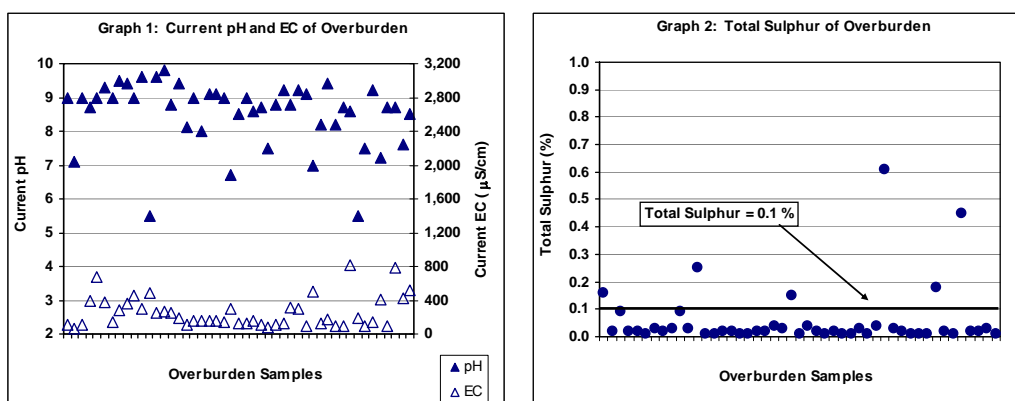 Graph 1: Current pH and EC of Overburden
10
9
8
7
6
5
4
3
2
Current pH
3,200
2,800
2,400
2,000
1,600
1,200
800
400
0
Current EC ( µS/cm)
Overburden Samples
pH
EC
Graph 2: Total Sulphur of Overburden
1.0
0.9
0.8
0.7
0.6
0.5
0.4
0.3
0.2
0.1
0.0
Total Sulphur (%)
Total Sulphur = 0.1 %
Overburden Samples